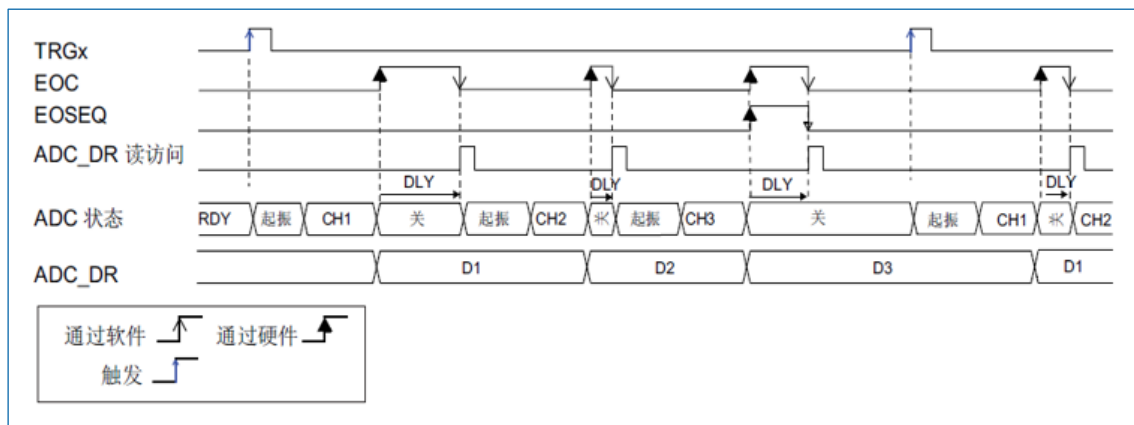 TRGx
EOC
EOSEQ
ADC_DR 读访问
DLY DLY DLY DLY
ADC 状态 RDY 起振 CH1 关 起振 CH2 关 起振 CH3 关 起振 CH1 关 CH2
ADC_DR D1 D2 D3 D1
通过软件 通过硬件
触发